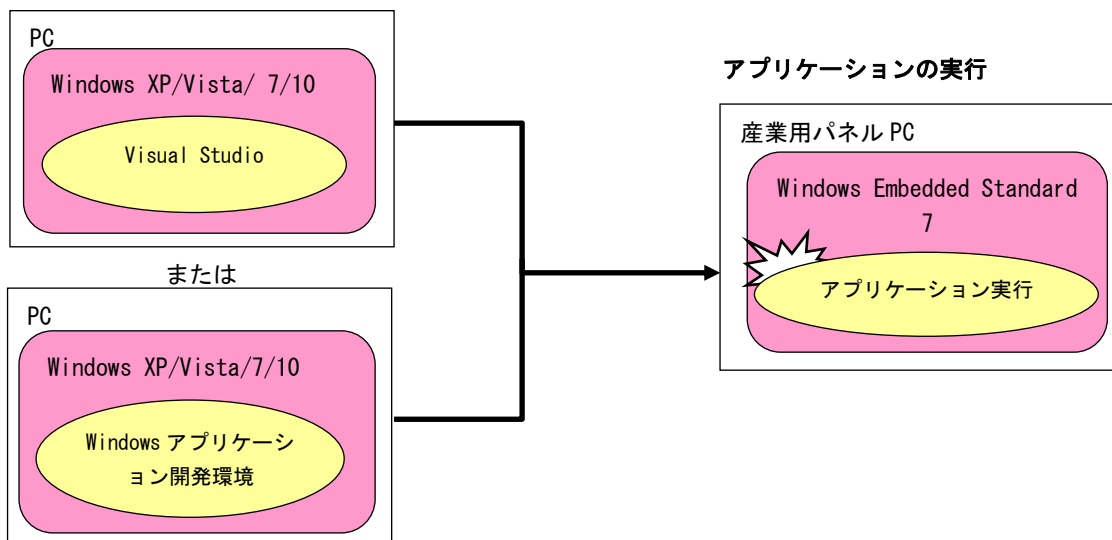 PC
Windows XP/Vista/ 7/10
Visual Studio
または
PC
Windows XP/Vista/7/10
Windows アプリケーシ
ョン開発環境
アプリケーションの実行
産業用パネル PC
Windows Embedded Standard
7
アプリケーション実行